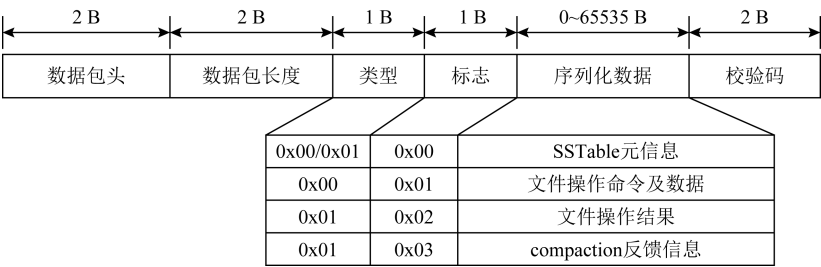 2 B 2 B 1 B 1 B 0~65535 B 2 B
数据包头 数据包长度 类型 标志 序列化数据 校验码
0x00/0x01 0x00 SSTable元信息
0x00 0x01 文件操作命令及数据
0x01 0x02 文件操作结果
0x01 0x03 compaction反馈信息